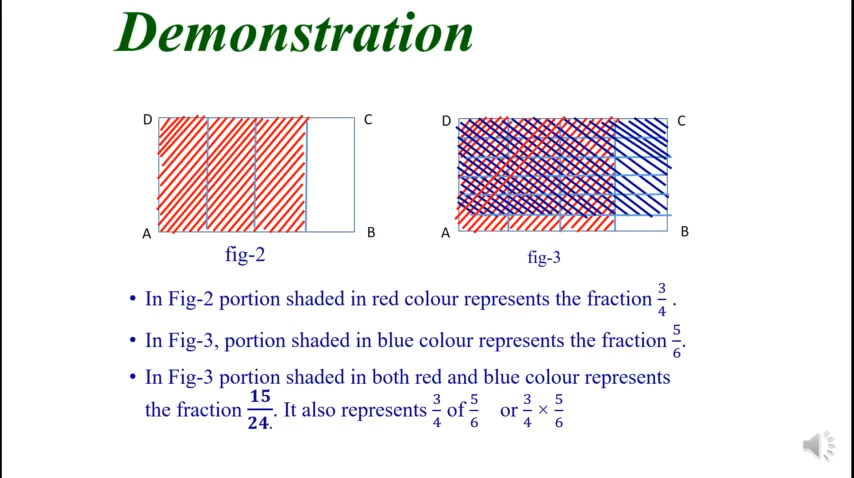 Demonstration
D C D C
A B A B
fig-2 fig-3
• In Fig-2 portion shaded in red colour represents the fraction 3/4 .
• In Fig-3, portion shaded in blue colour represents the fraction 5/6.
• In Fig-3 portion shaded in both red and blue colour represents
the fraction 15/24. It also represents 3/4 of 5/6 or 3/4 × 5/6